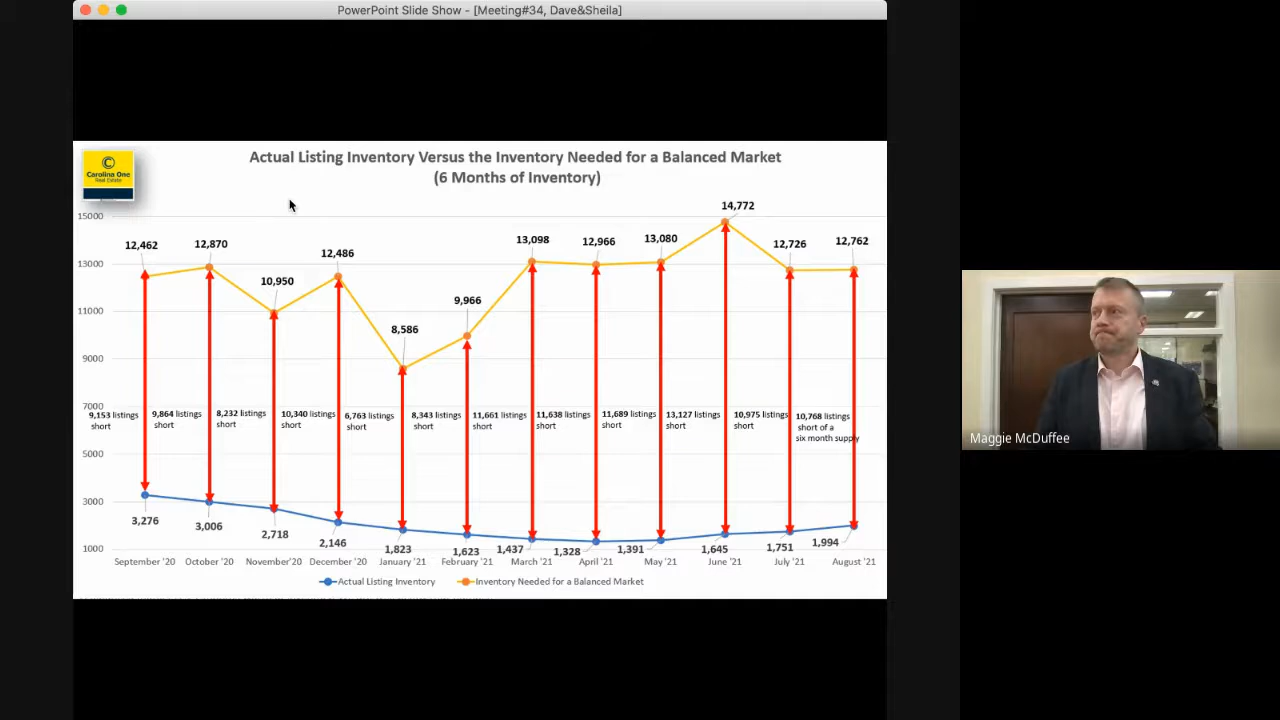 PowerPoint Slide Show - [Meeting#34, Dave&Sheila]
Carolina One
Real Estate
Actual Listing Inventory Versus the Inventory Needed for a Balanced Market
(6 Months of Inventory)
15000
13000
11000
9000
7000
5000
3000
1000
12,462
12,870
10,950
12,486
8,586
9,966
13,098
12,966
13,080
14,772
12,726
12,762
9,153 listings
short
9,864 listings
short
8,232 listings
short
10,340 listings
short
6,763 listings
short
8,343 listings
short
11,661 listings
short
11,638 listings
short
11,689 listings
short
13,127 listings
short
10,975 listings
short
10,768 listings
short of a
six month supply
3,276
3,006
2,718
2,146
1,823
1,623
1,437
1,328
1,391
1,645
1,751
1,994
September '20
October '20
November'20
December '20
January '21
February '21
March '21
April '21
May '21
June '21
July '21
August '21
Actual Listing Inventory
Inventory Needed for a Balanced Market
Maggie McDuffee